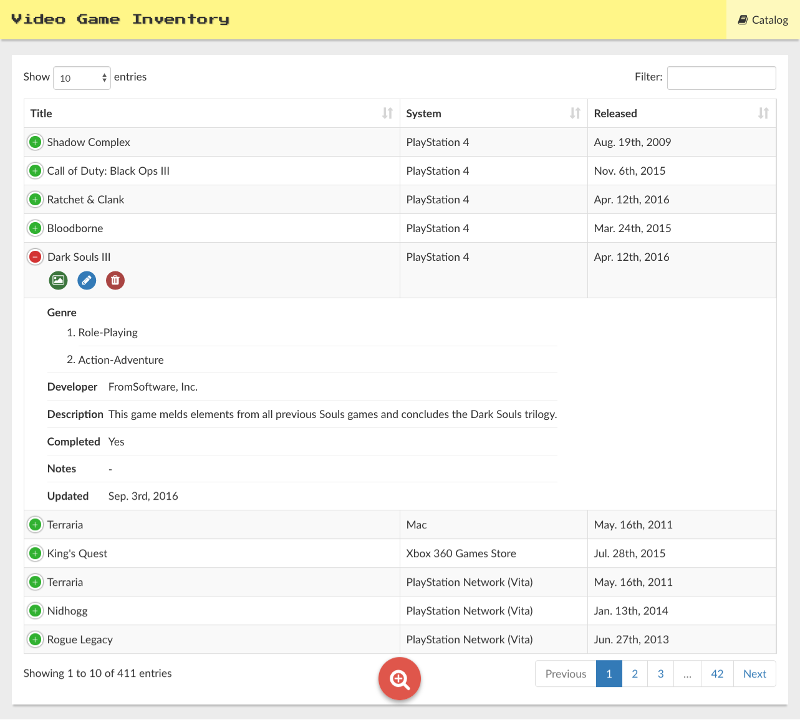 Video Game Inventory Catalog
Show 10 entries Filter:
Title System Released
Shadow Complex PlayStation 4 Aug. 19th, 2009
Call of Duty: Black Ops III PlayStation 4 Nov. 6th, 2015
Ratchet & Clank PlayStation 4 Apr. 12th, 2016
Bloodborne PlayStation 4 Mar. 24th, 2015
Dark Souls III PlayStation 4 Apr. 12th, 2016
Genre
1. Role-Playing
2. Action-Adventure
Developer FromSoftware, Inc.
Description This game melds elements from all previous Souls games and concludes the Dark Souls trilogy.
Completed Yes
Notes -
Updated Sep. 3rd, 2016
Terraria Mac May. 16th, 2011
King's Quest Xbox 360 Games Store Jul. 28th, 2015
Terraria PlayStation Network (Vita) May. 16th, 2011
Nidhogg PlayStation Network (Vita) Jan. 13th, 2014
Rogue Legacy PlayStation Network (Vita) Jun. 27th, 2013
Showing 1 to 10 of 411 entries Previous 1 2 3 ... 42 Next